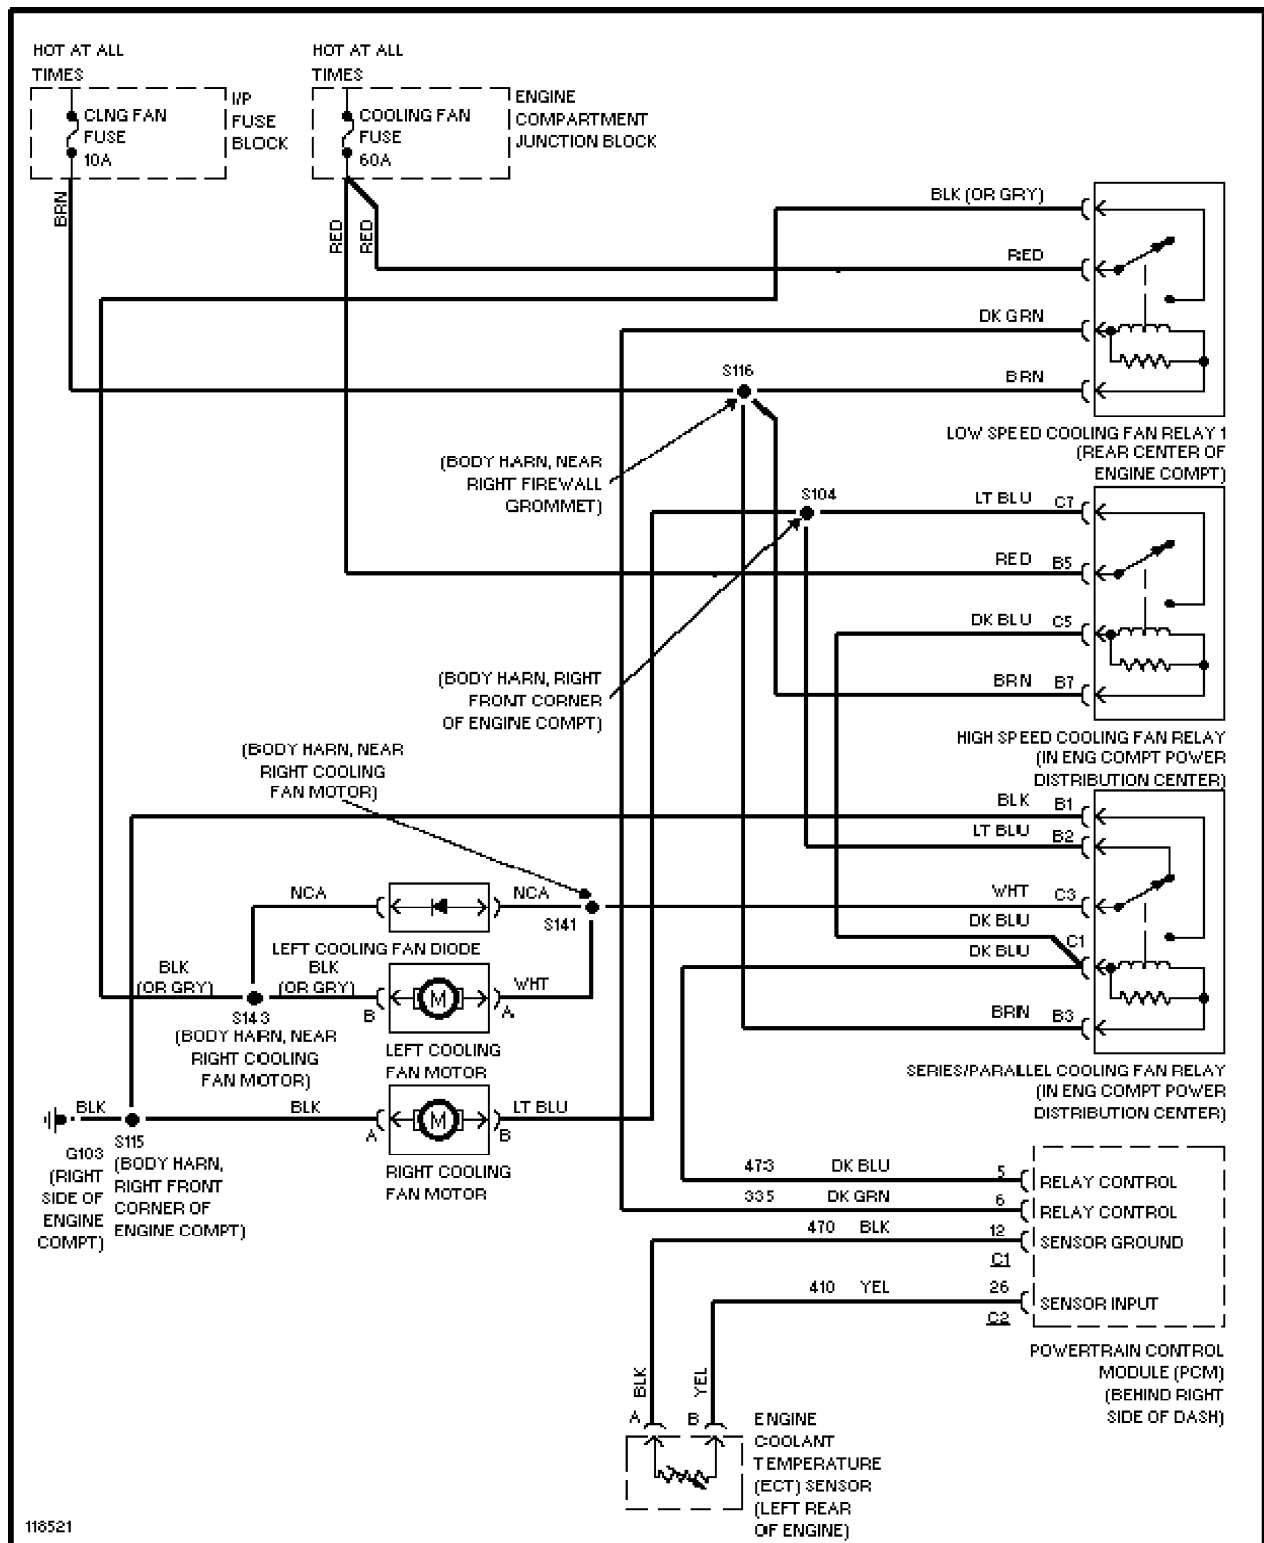 HOT AT ALL
TIMES
CLNG FAN
FUSE
10A
I/P
FUSE
BLOCK
HOT AT ALL
TIMES
COOLING FAN
FUSE
60A
ENGINE
COMPARTMENT
JUNCTION BLOCK
BRN
RED
RED
BLK (OR GRY)
RED
DK GRN
BRN
S116
LOW SPEED COOLING FAN RELAY 1
(REAR CENTER OF
ENGINE COMPT)
(BODY HARN, NEAR
RIGHT FIREWALL
GROMMET)
S104
LT BLU C7
RED B5
DK BLU C5
BRN B7
(BODY HARN, RIGHT
FRONT CORNER
OF ENGINE COMPT)
HIGH SPEED COOLING FAN RELAY
(IN ENG COMPT POWER
DISTRIBUTION CENTER)
(BODY HARN, NEAR
RIGHT COOLING
FAN MOTOR)
BLK B1
LT BLU B2
WHT C3
DK BLU
C1
DK BLU
BRN B3
SERIES/PARALLEL COOLING FAN RELAY
(IN ENG COMPT POWER
DISTRIBUTION CENTER)
NCA
NCA
S141
LEFT COOLING FAN DIODE
BLK
(OR GRY)
BLK
(OR GRY)
M
WHT
B
A
S143
(BODY HARN, NEAR
RIGHT COOLING
FAN MOTOR)
LEFT COOLING
FAN MOTOR
BLK
BLK
M
LT BLU
A
B
RIGHT COOLING
FAN MOTOR
G103
(RIGHT
SIDE OF
ENGINE
COMPT)
S115
(BODY HARN,
RIGHT FRONT
CORNER OF
ENGINE COMPT)
473 DK BLU 5 RELAY CONTROL
335 DK GRN 6 RELAY CONTROL
470 BLK 12 SENSOR GROUND
C1
410 YEL 26 SENSOR INPUT
C2
POWERTRAIN CONTROL
MODULE (PCM)
(BEHIND RIGHT
SIDE OF DASH)
BLK
YEL
A
B
ENGINE
COOLANT
TEMPERATURE
(ECT) SENSOR
(LEFT REAR
OF ENGINE)
118521